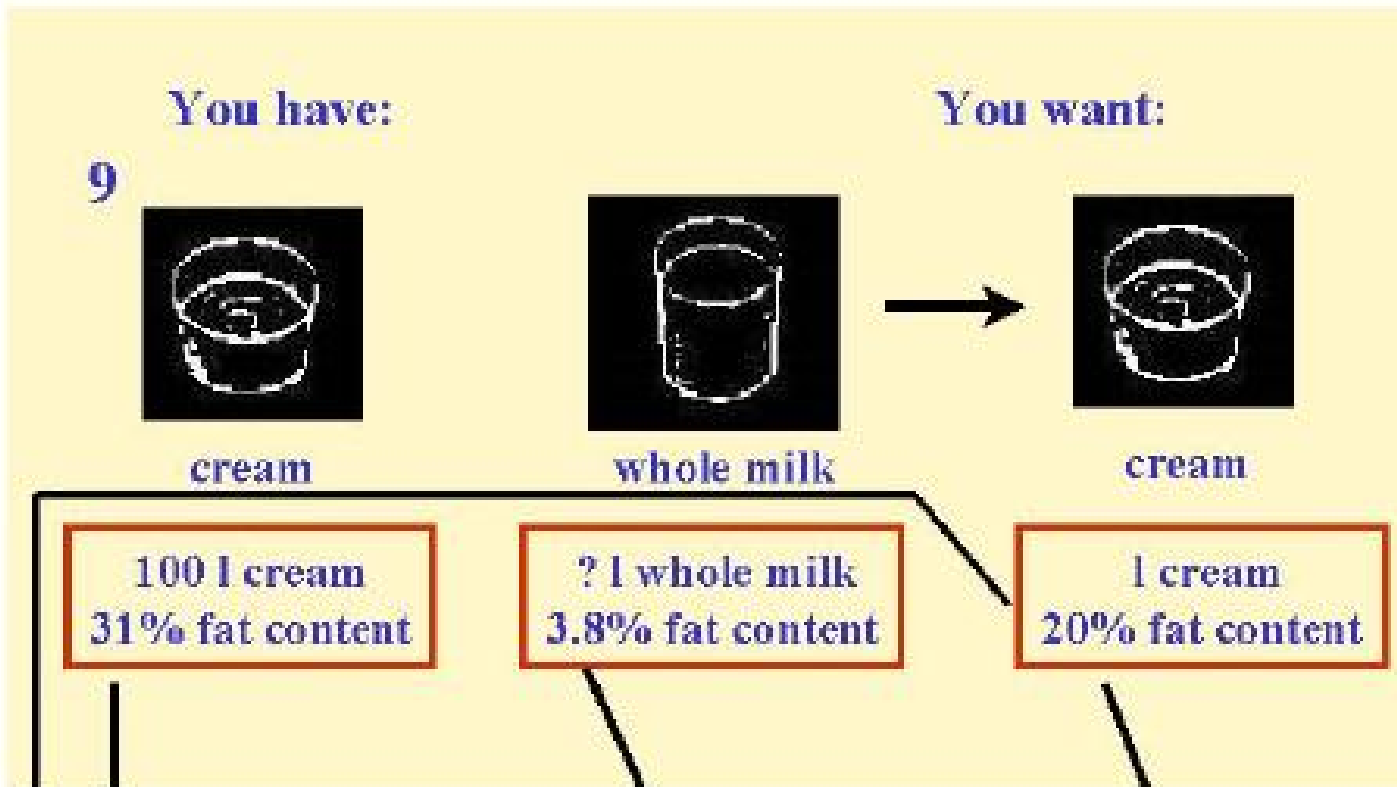 You have:
You want:
9
cream
whole milk
cream
100 l cream
31% fat content
? l whole milk
3.8% fat content
l cream
20% fat content